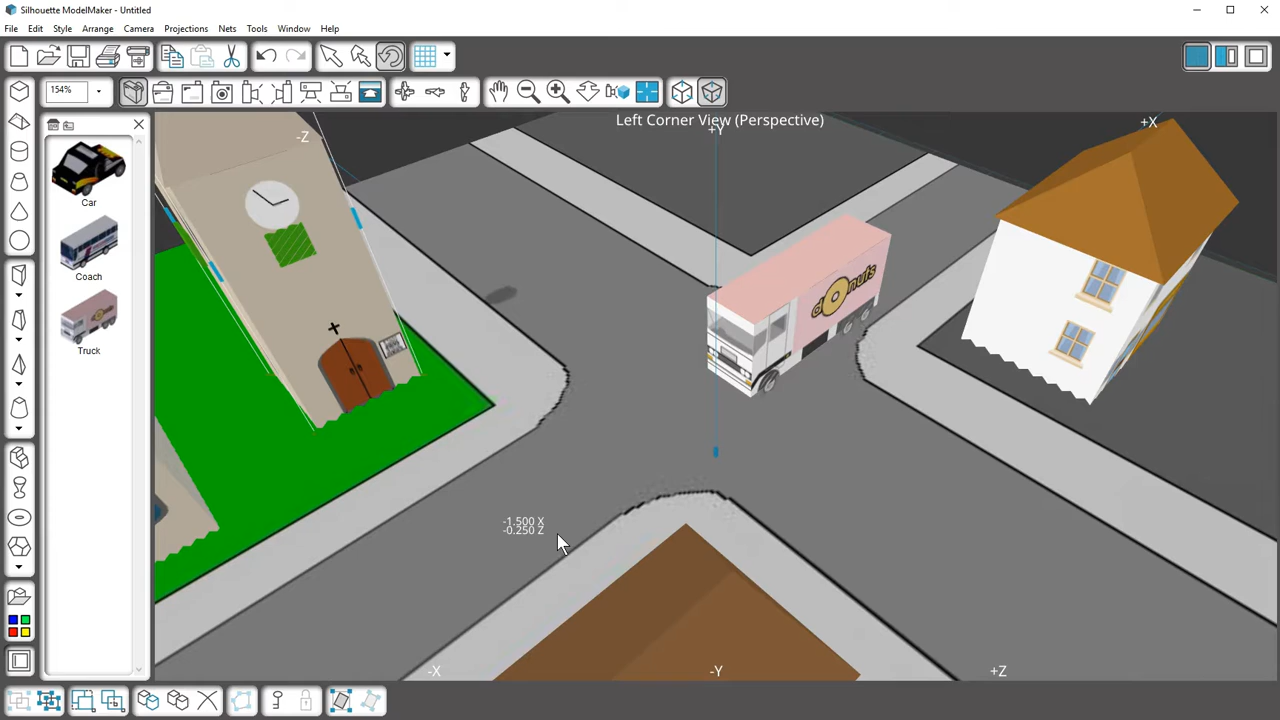 Silhouette ModelMaker - Untitled
File Edit Style Arrange Camera Projections Nets Tools Window Help
154%
Left Corner View (Perspective)
-Z
+Y
+X
Car
Coach
Truck
donuts
-1.500 X
-0.250 Z
-X
-Y
+Z